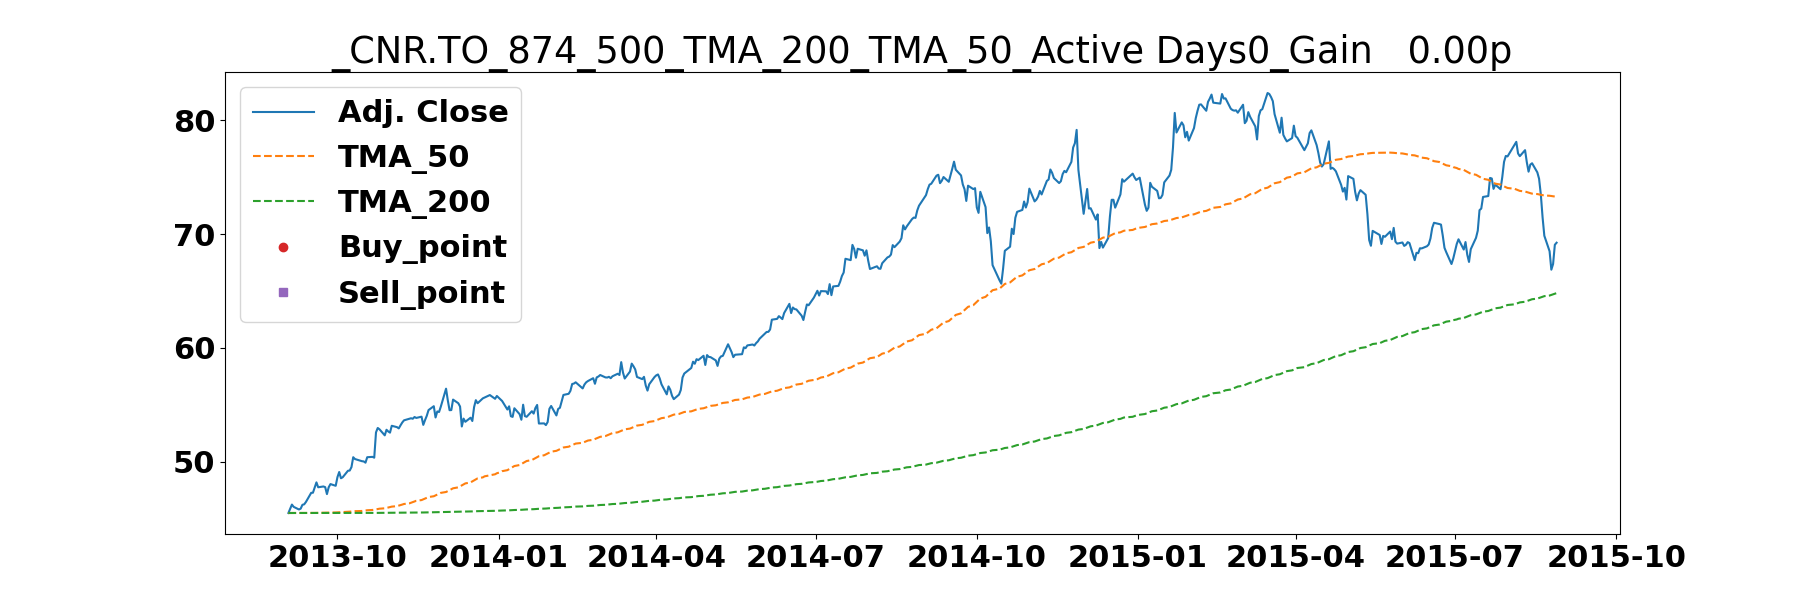 _CNR.TO_874_500_TMA_200_TMA_50_Active Days0_Gain   0.00p
Adj. Close
TMA_50
TMA_200
Buy_point
Sell_point
80
70
60
50
2013-10 2014-01 2014-04 2014-07 2014-10 2015-01 2015-04 2015-07 2015-10